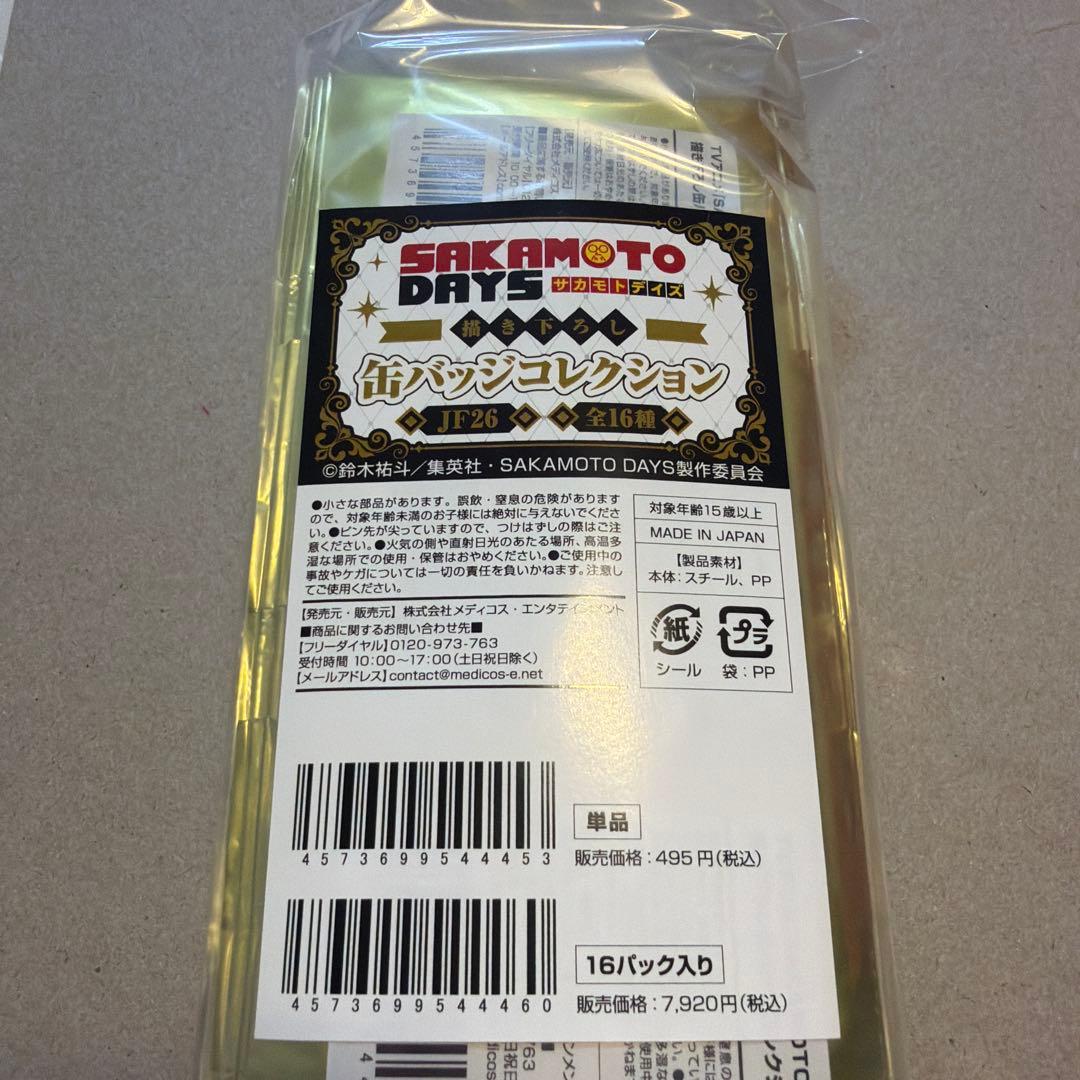 SAKAMOTO
DAYS サカモトデイズ
描き下ろし
缶バッジコレクション
JF26 全16種
©鈴木祐斗/集英社・SAKAMOTO DAYS製作委員会
●小さな部品があります。誤飲・窒息の危険がありますので、対象年齢未満のお子様には絶対に与えないでくださ
い。●ピン先が尖っていますので、つけはずしの際はご注
意ください。●火気の側や直射日光のあたる場所、高温多
湿な場所での使用・保管はおやめください。●ご使用中の
事故やケガについては一切の責任を負いかねます。注意し
てご使用ください。
【発売元・販売元】株式会社メディコス・エンタテインメント
■商品に関するお問い合わせ先■
【フリーダイヤル】0120-973-763
受付時間 10:00〜17:00(土日祝日除く)
【メールアドレス】contact@medicos-e.net
対象年齢15歳以上
MADE IN JAPAN
【製品素材】
本体:スチール、PP
紙 プラ
シール 袋:PP
4573699544453
単品
販売価格:495円(税込)
4573699544460
16パック入り
販売価格:7,920円(税込)